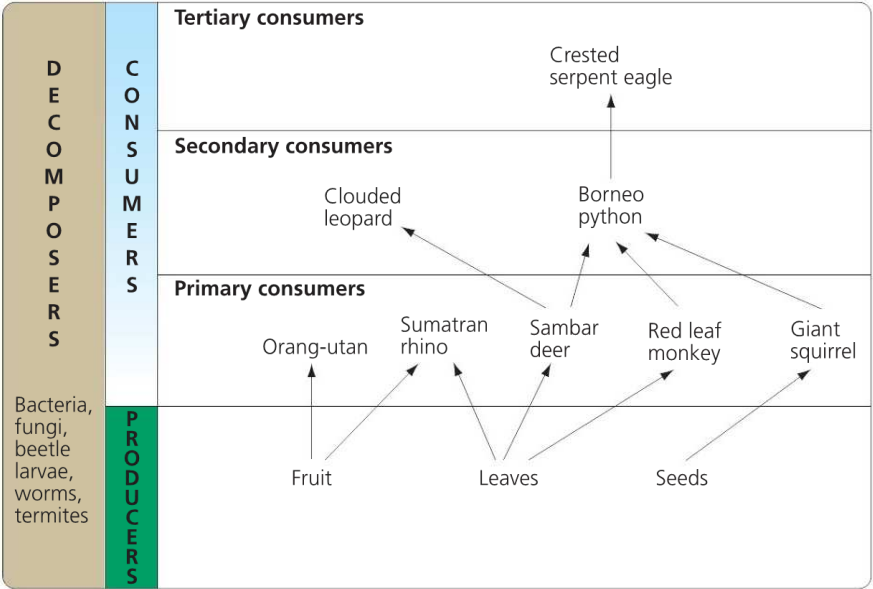 DECOMPOSERS
Bacteria,
fungi,
beetle
larvae,
worms,
termites
CONSUMERS
PRODUCERS
Tertiary consumers
Crested
serpent eagle
Secondary consumers
Clouded
leopard
Borneo
python
Primary consumers
Orang-utan
Sumatran
rhino
Sambar
deer
Red leaf
monkey
Giant
squirrel
Fruit
Leaves
Seeds